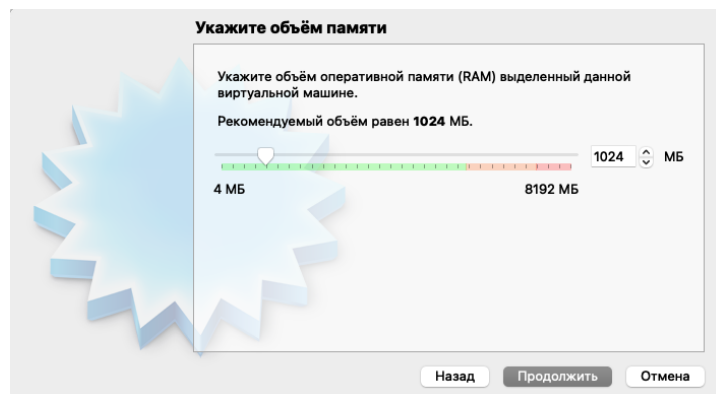 Укажите объём памяти
Укажите объём оперативной памяти (RAM) выделенный данной
виртуальной машине.
Рекомендуемый объём равен 1024 МБ.
1024 МБ
4 МБ 8192 МБ
Назад Продолжить Отмена